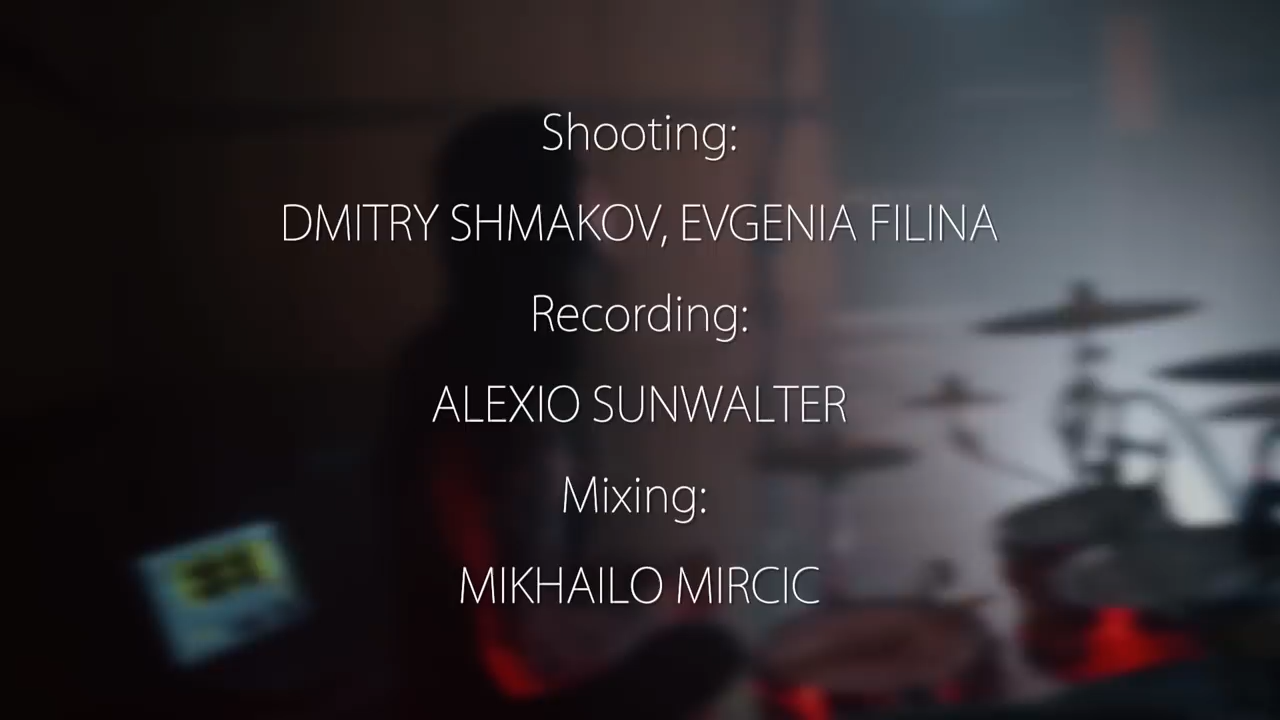 Shooting:
DMITRY SHMAKOV, EVGENIA FILINA
Recording:
ALEXIO SUNWALTER
Mixing:
MIKHAILO MIRCIC